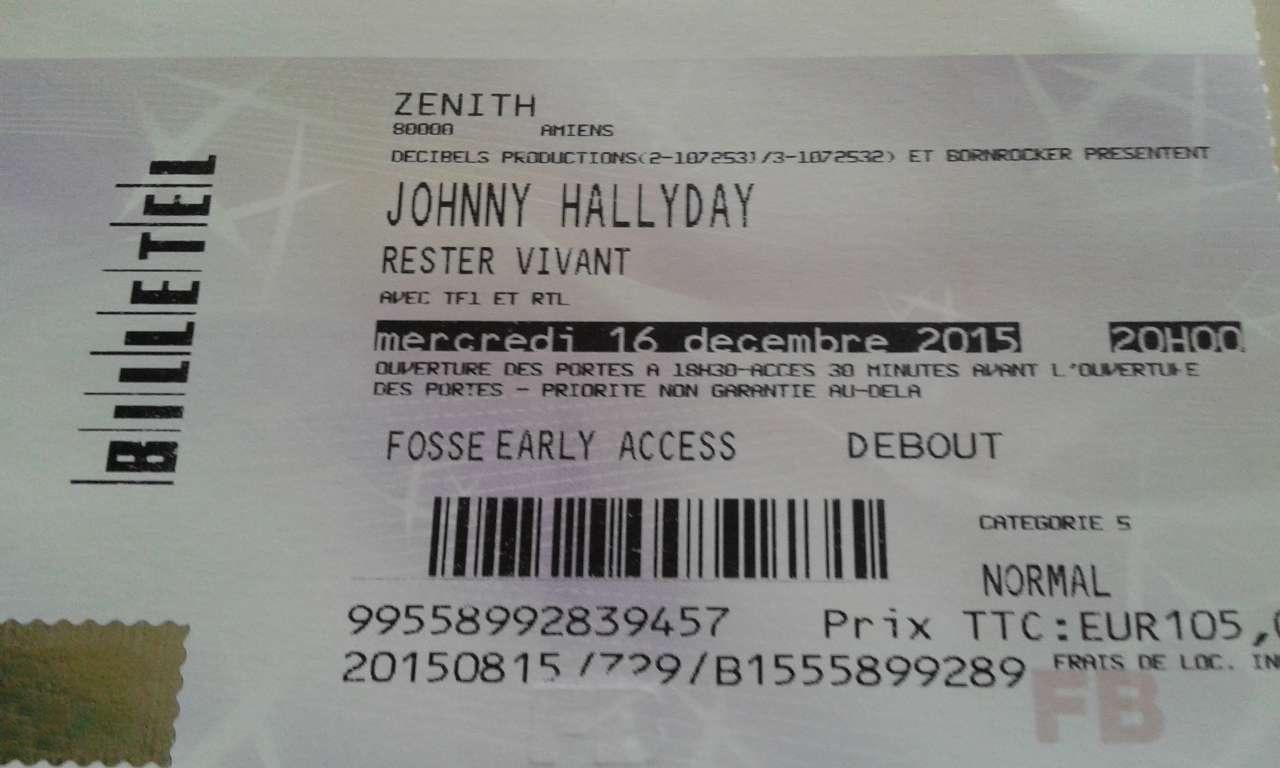 BILLETEL
ZENITH
80000 AMIENS
DECIBELS PRODUCTIONS(2-1072531/3-1072532) ET BORNROCKER PRESENTENT
JOHNNY HALLYDAY
RESTER VIVANT
AVEC TF1 ET RTL
mercredi 16 decembre 2015 20H00
OUVERTURE DES PORTES A 18H30-ACCES 30 MINUTES AVANT L'OUVERTURE
DES PORTES - PRIORITE NON GARANTIE AU-DELA
FOSSE EARLY ACCESS DEBOUT
CATEGORIE 5
NORMAL
99558992839457 Prix TTC:EUR105,
20150815 /B1555899289 FRAIS DE LOC.
FB